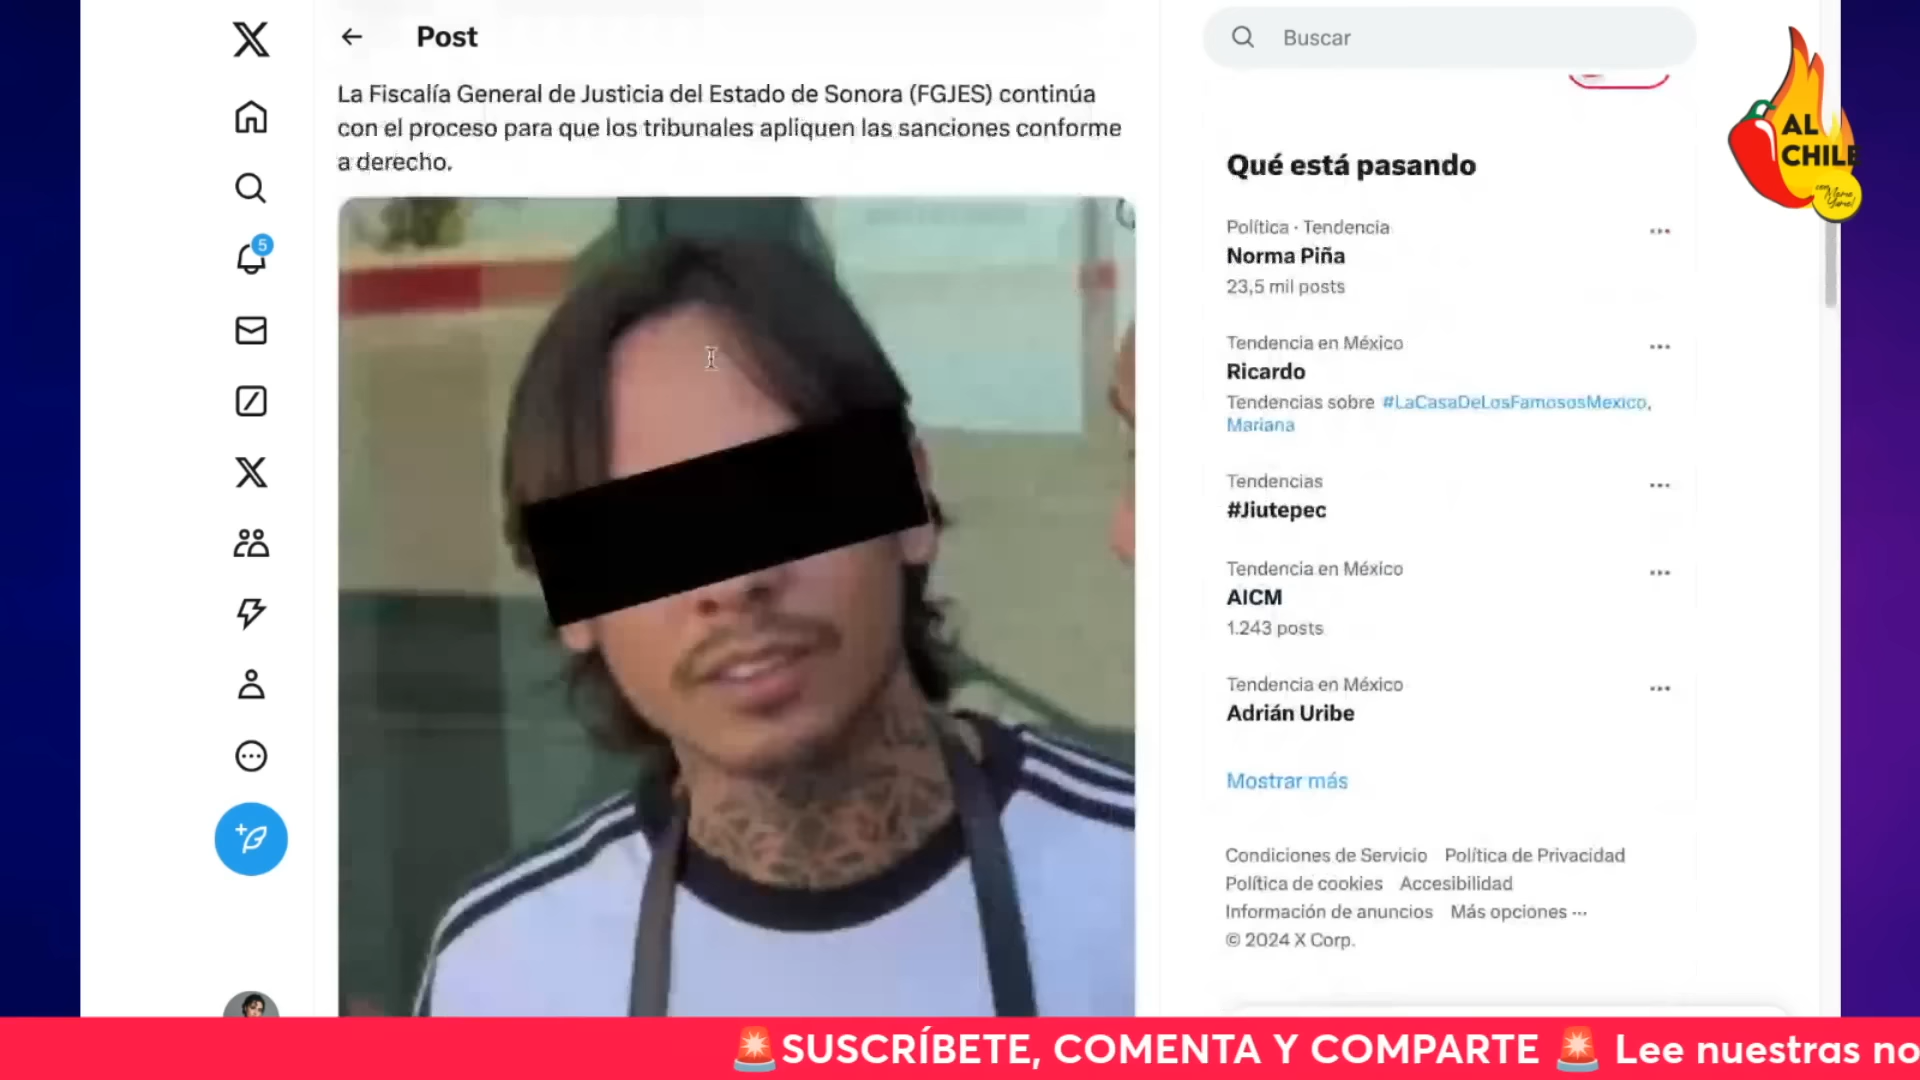 Post
La Fiscalía General de Justicia del Estado de Sonora (FGJES) continúa
con el proceso para que los tribunales apliquen las sanciones conforme
a derecho.
5
Buscar
Qué está pasando
Política · Tendencia
Norma Piña
23,5 mil posts
Tendencia en México
Ricardo
Tendencias sobre #LaCasaDeLosFamososMexico,
Mariana
Tendencias
#Jiutepec
Tendencia en México
AICM
1.243 posts
Tendencia en México
Adrián Uribe
Mostrar más
Condiciones de Servicio Política de Privacidad
Política de cookies Accesibilidad
Información de anuncios Más opciones ···
© 2024 X Corp.
AL
CHILE
🚨SUSCRÍBETE, COMENTA Y COMPARTE 🚨 Lee nuestras no